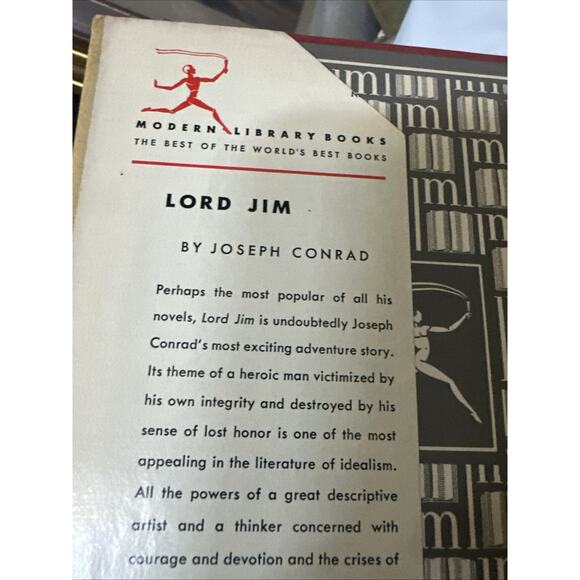 MODERN LIBRARY BOOKS
THE BEST OF THE WORLD'S BEST BOOKS
LORD JIM
BY JOSEPH CONRAD
Perhaps the most popular of all his
novels, Lord Jim is undoubtedly Joseph
Conrad's most exciting adventure story.
Its theme of a heroic man victimized by
his own integrity and destroyed by his
sense of lost honor is one of the most
appealing in the literature of idealism.
All the powers of a great descriptive
artist and a thinker concerned with
courage and devotion and the crises of